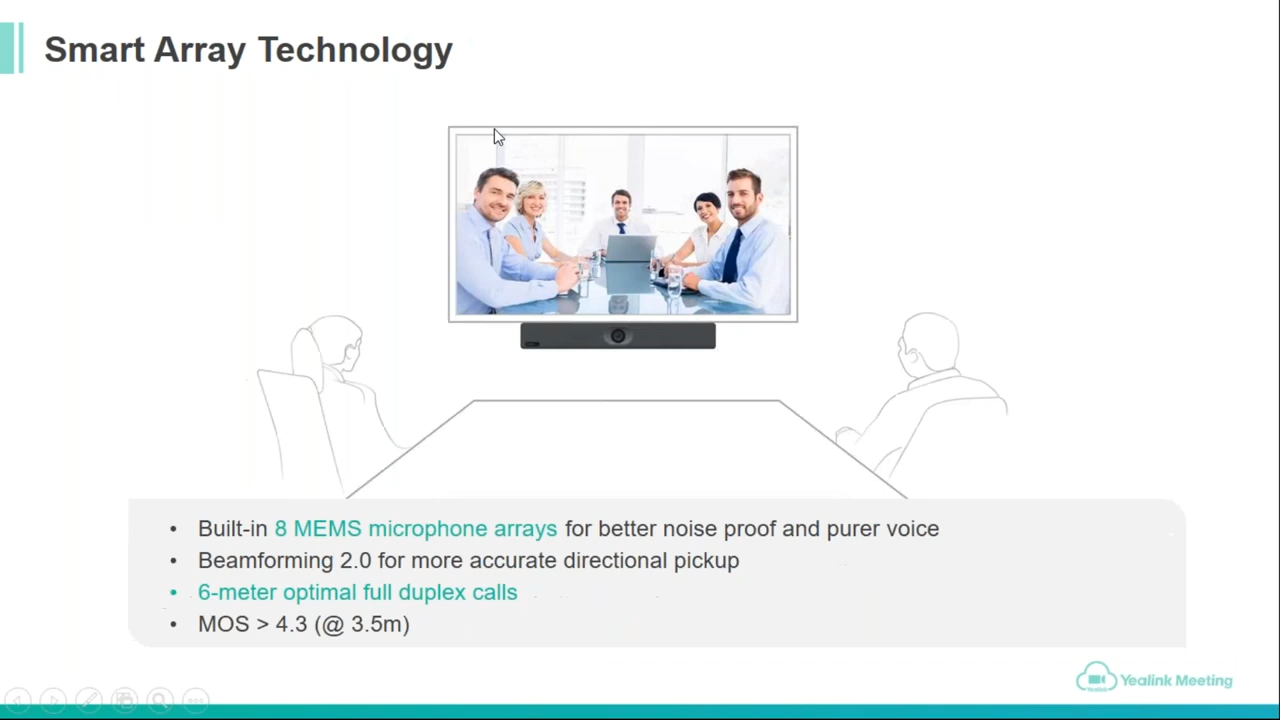 Smart Array Technology
• Built-in 8 MEMS microphone arrays for better noise proof and purer voice
• Beamforming 2.0 for more accurate directional pickup
• 6-meter optimal full duplex calls
• MOS > 4.3 (@ 3.5m)
Yealink Meeting
Yealink